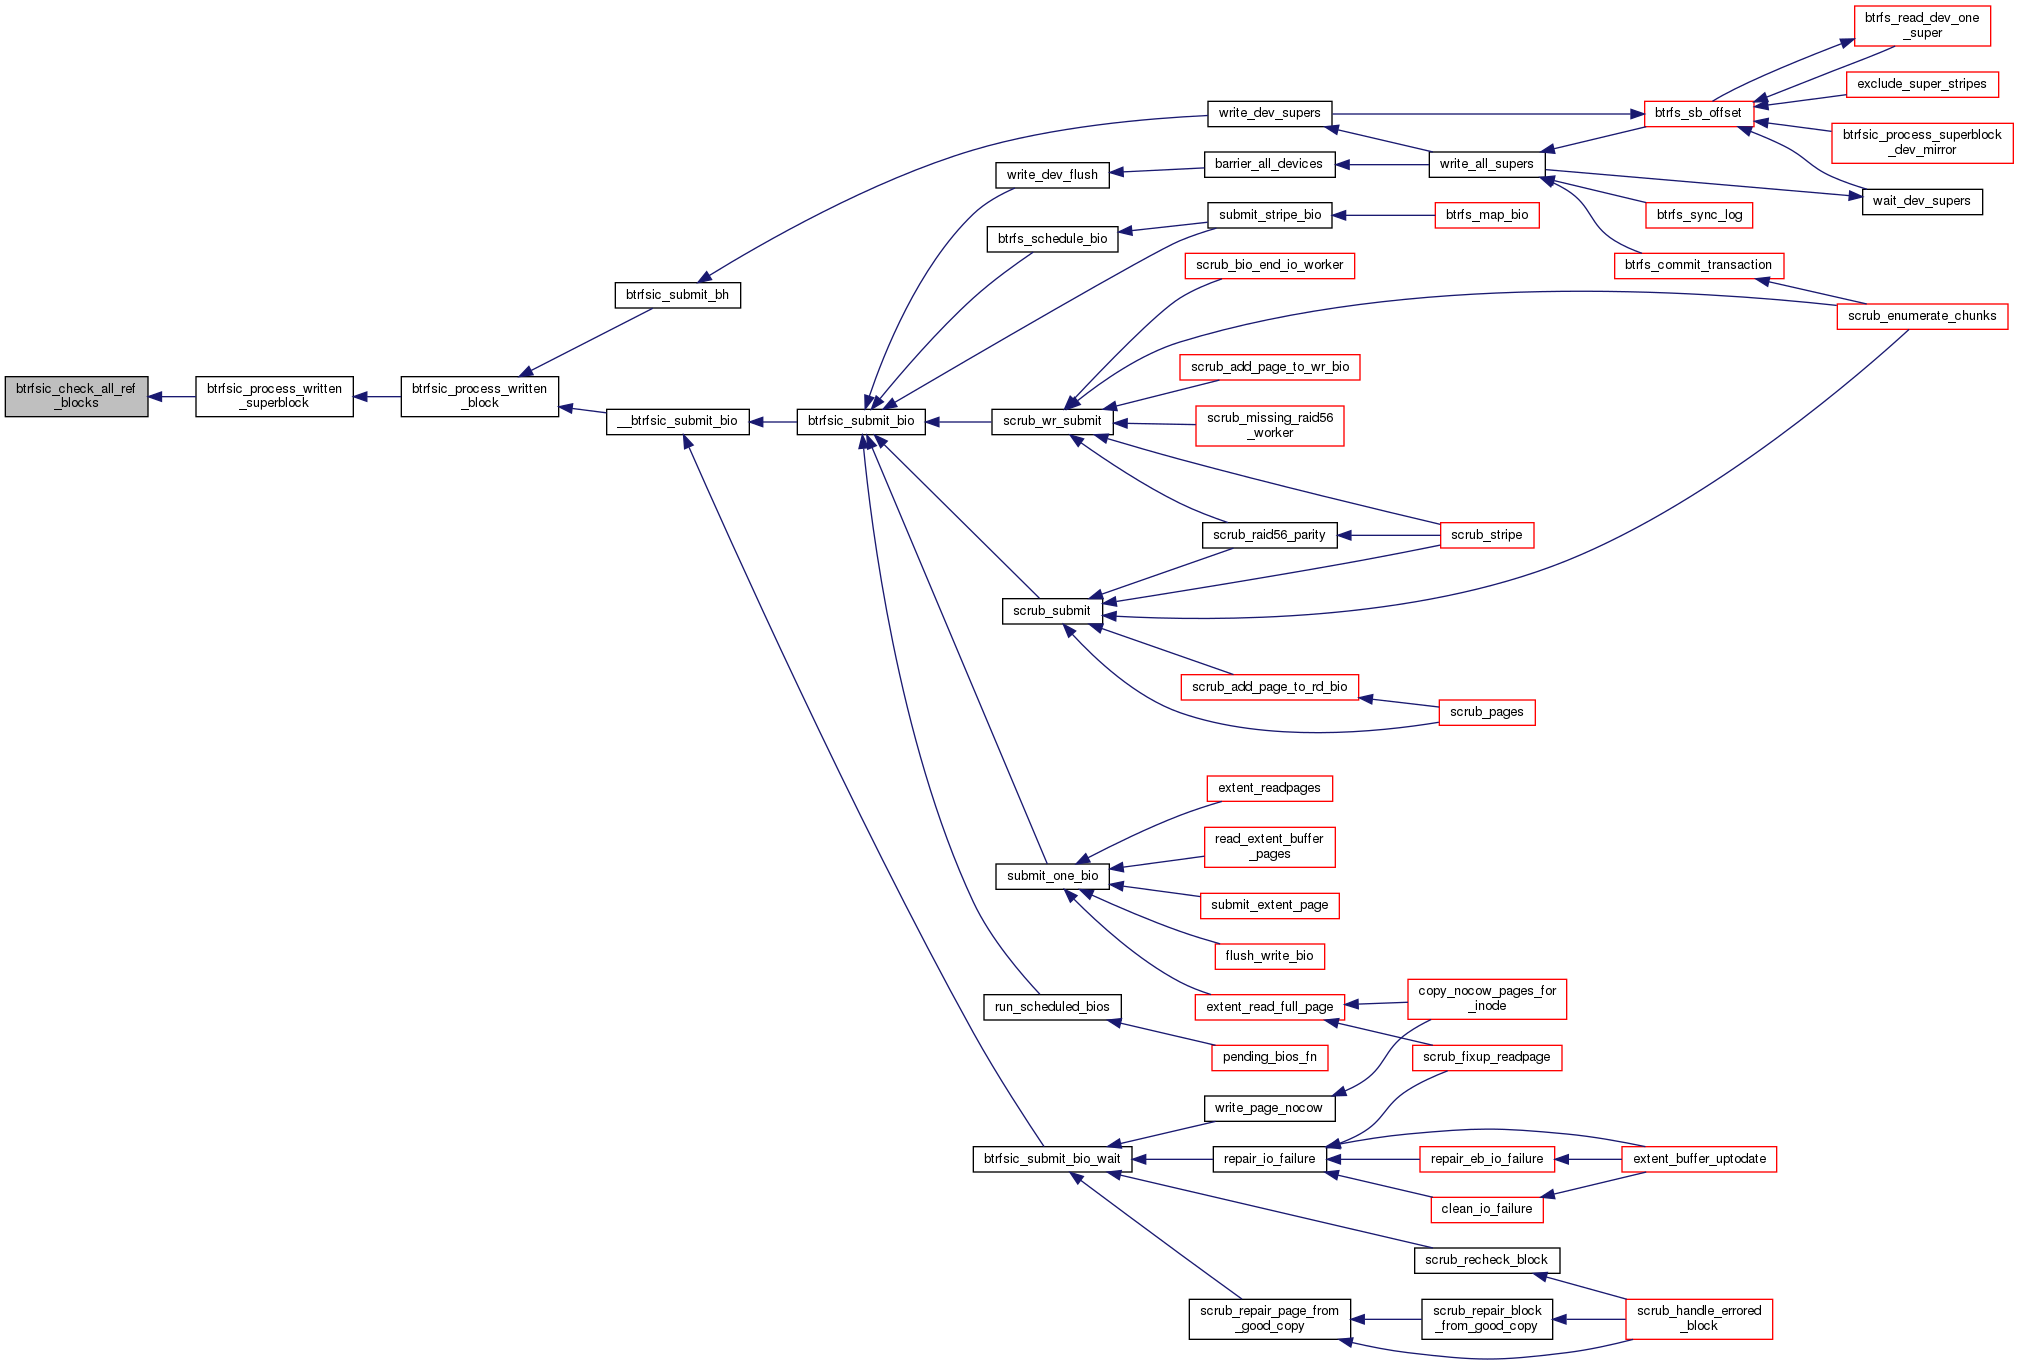 btrfsic_check_all_ref
_blocks
btrfsic_process_written
_superblock
btrfsic_process_written
_block
btrfsic_submit_bh
__btrfsic_submit_bio
btrfsic_submit_bio
write_dev_flush
btrfs_schedule_bio
scrub_wr_submit
scrub_submit
submit_one_bio
run_scheduled_bios
btrfsic_submit_bio_wait
write_dev_supers
barrier_all_devices
submit_stripe_bio
scrub_bio_end_io_worker
scrub_add_page_to_wr_bio
scrub_missing_raid56
_worker
scrub_raid56_parity
scrub_add_page_to_rd_bio
extent_readpages
read_extent_buffer
_pages
submit_extent_page
flush_write_bio
extent_read_full_page
pending_bios_fn
write_page_nocow
repair_io_failure
scrub_repair_page_from
_good_copy
write_all_supers
btrfs_map_bio
scrub_stripe
scrub_pages
copy_nocow_pages_for
_inode
scrub_fixup_readpage
repair_eb_io_failure
clean_io_failure
scrub_recheck_block
scrub_repair_block
_from_good_copy
btrfs_sb_offset
btrfs_sync_log
btrfs_commit_transaction
extent_buffer_uptodate
scrub_handle_errored
_block
btrfs_read_dev_one
_super
exclude_super_stripes
btrfsic_process_superblock
_dev_mirror
wait_dev_supers
scrub_enumerate_chunks